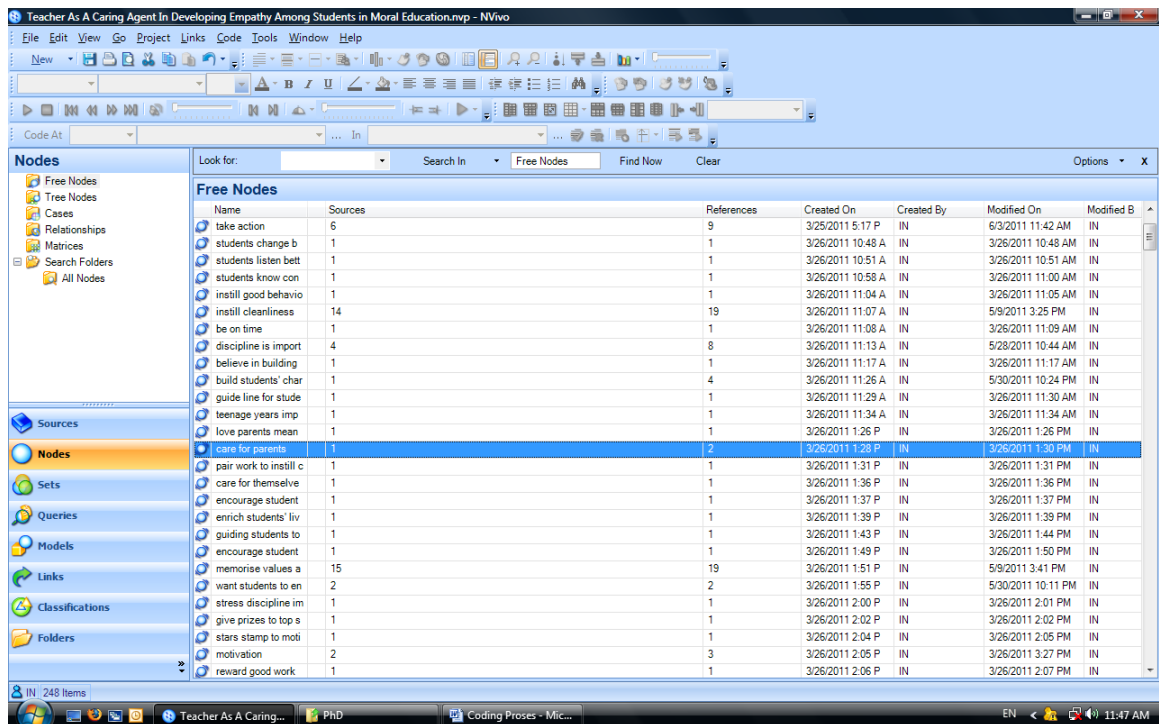 Teacher As A Caring Agent In Developing Empathy Among Students in Moral Education.nvp - NVivo
File Edit View Go Project Links Code Tools Window Help
New
A B I U
Code At ... In ...
Nodes
Look for: Search In Free Nodes Find Now Clear Options x
Free Nodes
Tree Nodes
Cases
Relationships
Matrices
Search Folders
All Nodes
Free Nodes
Name Sources References Created On Created By Modified On Modified B
take action 6 9 3/25/2011 5:17 P IN 6/3/2011 11:42 AM IN
students change b 1 1 3/26/2011 10:48 A IN 3/26/2011 10:48 AM IN
students listen bett 1 1 3/26/2011 10:51 A IN 3/26/2011 10:51 AM IN
students know con 1 1 3/26/2011 10:58 A IN 3/26/2011 11:00 AM IN
instill good behavio 1 1 3/26/2011 11:04 A IN 3/26/2011 11:05 AM IN
instill cleanliness 14 19 3/26/2011 11:07 A IN 5/9/2011 3:25 PM IN
be on time 1 1 3/26/2011 11:08 A IN 3/26/2011 11:09 AM IN
discipline is import 4 8 3/26/2011 11:13 A IN 5/28/2011 10:44 AM IN
believe in building 1 1 3/26/2011 11:17 A IN 3/26/2011 11:17 AM IN
build students' char 1 4 3/26/2011 11:26 A IN 5/30/2011 10:24 PM IN
guide line for stude 1 1 3/26/2011 11:29 A IN 3/26/2011 11:30 AM IN
teenage years imp 1 1 3/26/2011 11:34 A IN 3/26/2011 11:34 AM IN
love parents mean 1 1 3/26/2011 1:26 P IN 3/26/2011 1:26 PM IN
care for parents 1 2 3/26/2011 1:28 P IN 3/26/2011 1:30 PM IN
pair work to instill c 1 1 3/26/2011 1:31 P IN 3/26/2011 1:31 PM IN
care for themselve 1 1 3/26/2011 1:36 P IN 3/26/2011 1:36 PM IN
encourage student 1 1 3/26/2011 1:37 P IN 3/26/2011 1:37 PM IN
enrich students' liv 1 1 3/26/2011 1:39 P IN 3/26/2011 1:39 PM IN
guiding students to 1 1 3/26/2011 1:43 P IN 3/26/2011 1:44 PM IN
encourage student 1 1 3/26/2011 1:49 P IN 3/26/2011 1:50 PM IN
memorise values a 15 19 3/26/2011 1:51 P IN 5/9/2011 3:41 PM IN
want students to en 2 2 3/26/2011 1:55 P IN 5/30/2011 10:11 PM IN
stress discipline im 1 1 3/26/2011 2:00 P IN 3/26/2011 2:01 PM IN
give prizes to top s 1 1 3/26/2011 2:02 P IN 3/26/2011 2:02 PM IN
stars stamp to moti 1 1 3/26/2011 2:04 P IN 3/26/2011 2:05 PM IN
motivation 2 3 3/26/2011 2:05 P IN 3/26/2011 3:27 PM IN
reward good work 1 1 3/26/2011 2:06 P IN 3/26/2011 2:07 PM IN
Sources
Nodes
Sets
Queries
Models
Links
Classifications
Folders
IN 248 Items
Teacher As A Caring... PhD Coding Proses - Mic... EN 11:47 AM